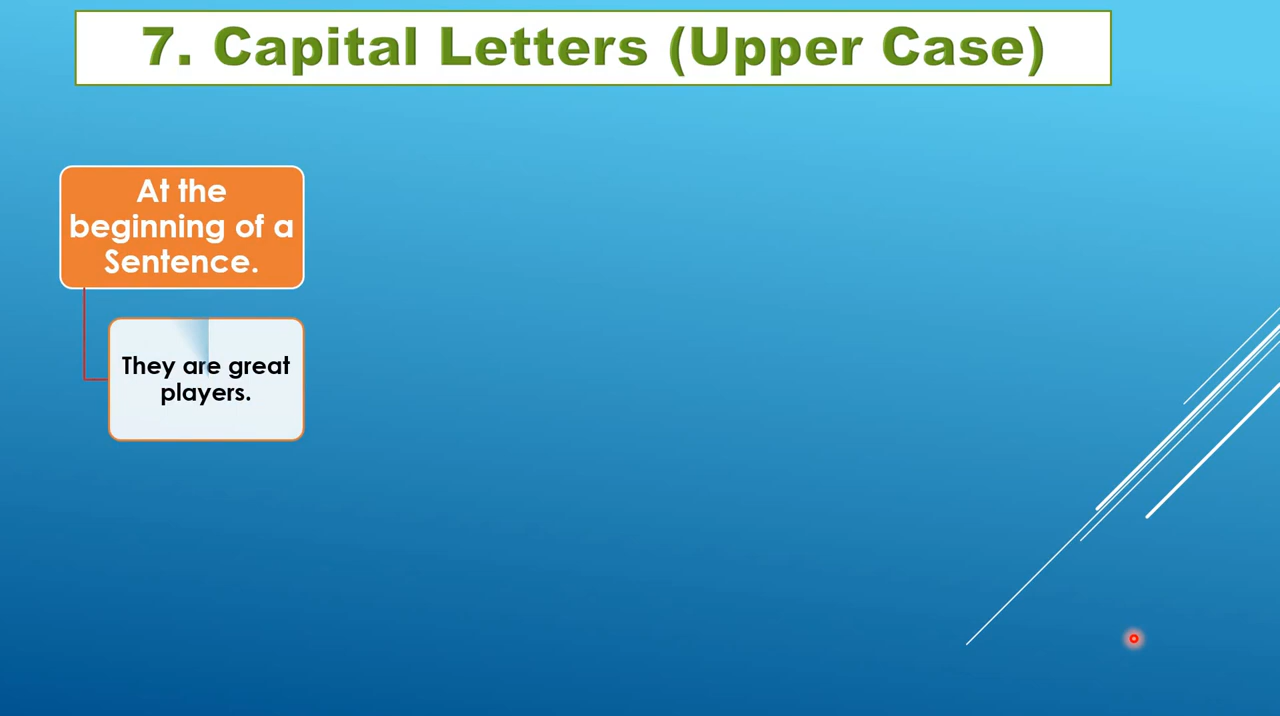 7. Capital Letters (Upper Case)
At the
beginning of a
Sentence.
They are great
players.